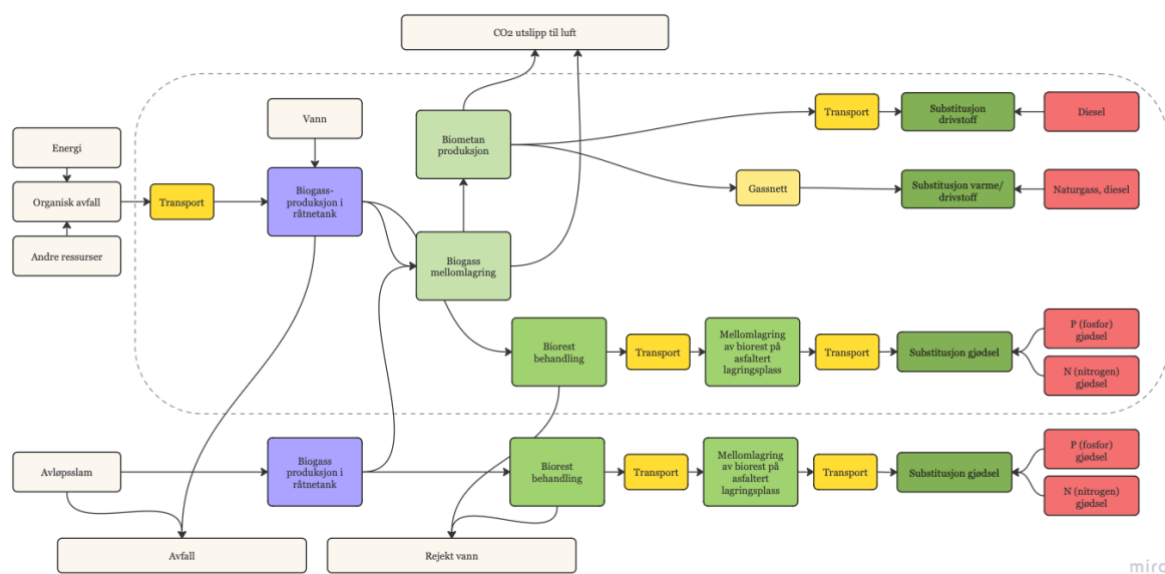 CO2 utslipp til luft
Vann
Biometan
produksjon
Transport
Substitusjon
drivstoff
Diesel
Energi
Organisk avfall
Andre ressurser
Transport
Biogass-
produksjon i
råtnetank
Gassnett
Substitusjon varme/
drivstoff
Naturgass, diesel
Biogass
mellomlagring
Biorest
behandling
Transport
Mellomlagring
av biorest på
asfaltert
lagringsplass
Transport
Substitusjon gjødsel
P (fosfor)
gjødsel
N (nitrogen)
gjødsel
Avløpsslam
Biogass
produksjon i
råtnetank
Biorest
behandling
Transport
Mellomlagring
av biorest på
asfaltert
lagringsplass
Transport
Substitusjon gjødsel
P (fosfor)
gjødsel
N (nitrogen)
gjødsel
Avfall
Rejekt vann
miro